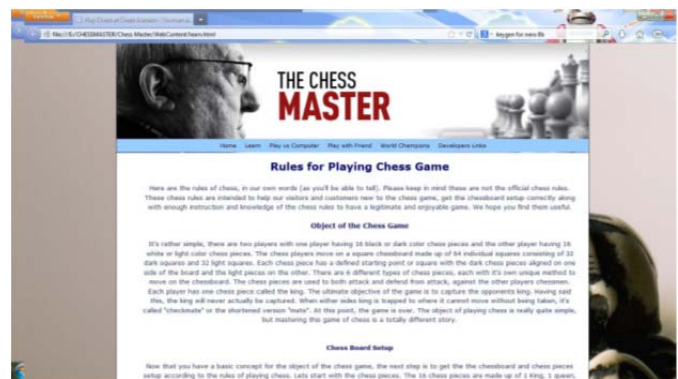 Play Chess at Chess Mansion - Tournament o...
file:///E:/CHESSMASTER/Chess Master/WebContent/learn.html
keygen for nero 8b
THE CHESS
MASTER
Home Learn Play vs Computer Play with Friend World Champions Developers Links
Rules for Playing Chess Game
Here are the rules of chess, in our own words (as you'll be able to tell). Please keep in mind these are not the official chess rules.
These chess rules are intended to help our visitors and customers new to the chess game, get the chessboard setup correctly along
with enough instruction and knowledge of the chess rules to have a legitimate and enjoyable game. We hope you find them useful.
Object of the Chess Game
It's rather simple, there are two players with one player having 16 black or dark color chess pieces and the other player having 16
white or light color chess pieces. The chess players move on a square chessboard made up of 64 individual squares consisting of 32
dark squares and 32 light squares. Each chess piece has a defined starting point or square with the dark chess pieces aligned on one
side of the board and the light pieces on the other. There are 6 different types of chess pieces, each with it's own unique method to
move on the chessboard. The chess pieces are used to both attack and defend from attack, against the other players chessmen.
Each player has one chess piece called the king. The ultimate objective of the game is to capture the opponents king. Having said
this, the king will never actually be captured. When either sides king is trapped to where it cannot move without being taken, it's
called "checkmate" or the shortened version "mate". At this point, the game is over. The object of playing chess is really quite simple,
but mastering this game of chess is a totally different story.
Chess Board Setup
Now that you have a basic concept for the object of the chess game, the next step is to get the the chessboard and chess pieces
setup according to the rules of playing chess. Lets start with the chess pieces. The 16 chess pieces are made up of 1 King, 1 queen,